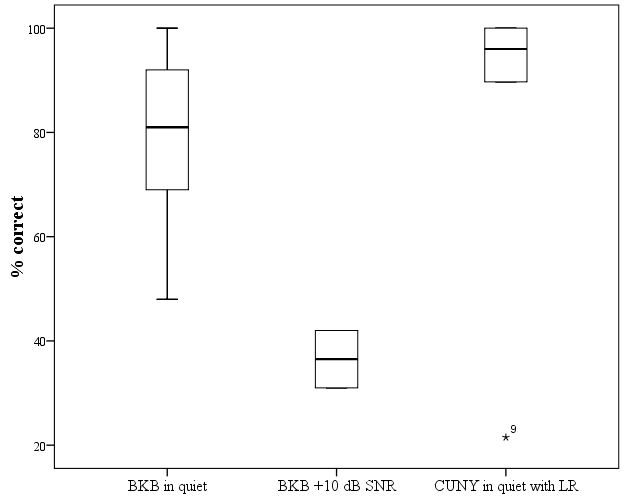 % correct
100
80
60
40
20
9
BKB in quiet
BKB +10 dB SNR
CUNY in quiet with LR